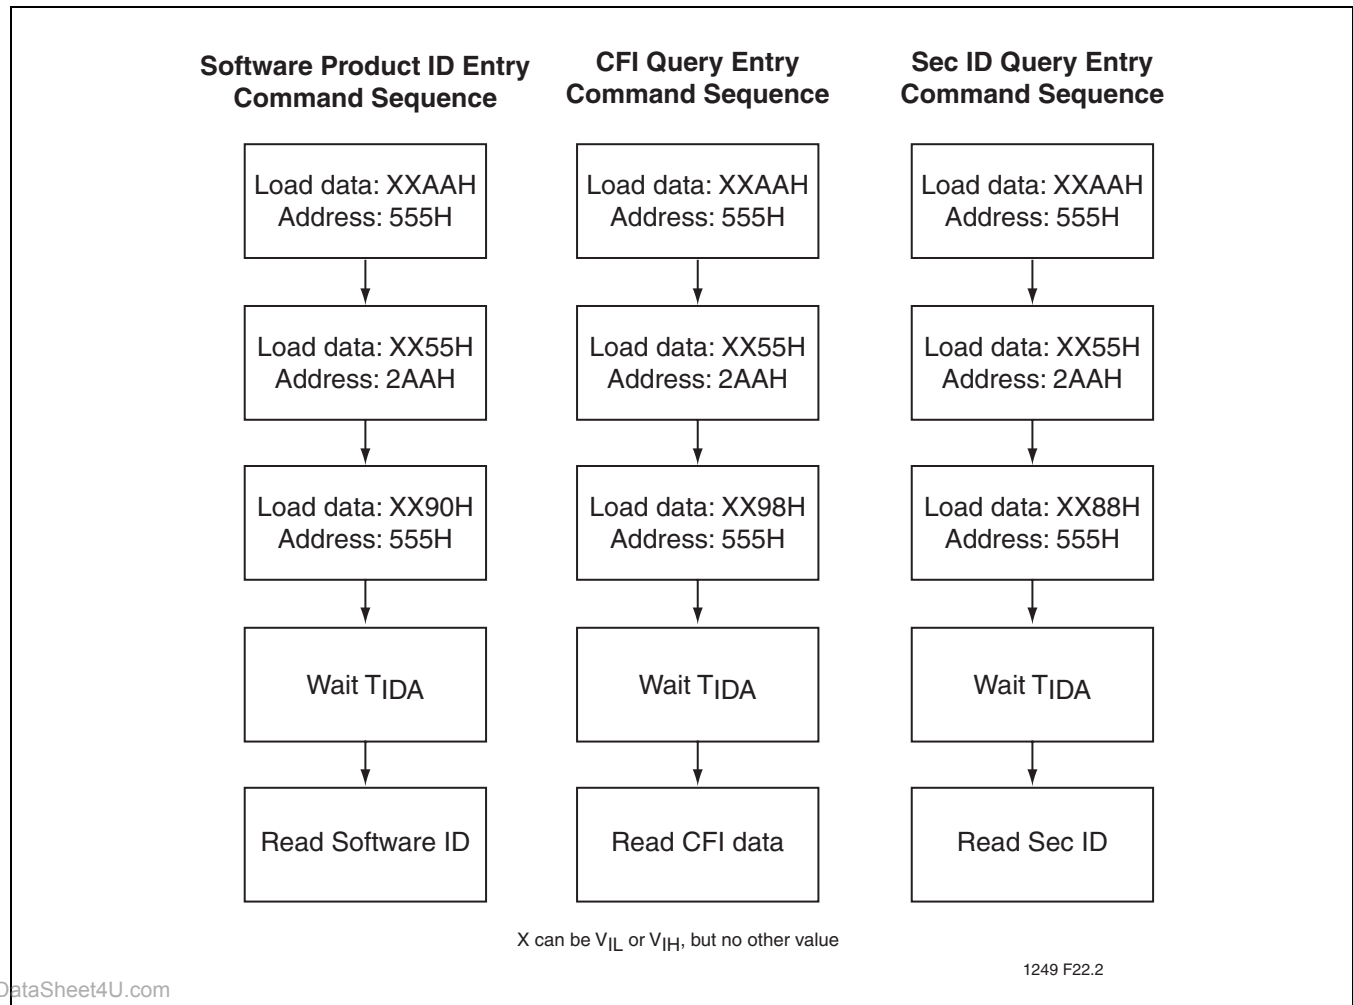 Software Product ID Entry
Command Sequence
Load data: XXAAH
Address: 555H
Load data: XX55H
Address: 2AAH
Load data: XX90H
Address: 555H
Wait TIDA
Read Software ID
CFI Query Entry
Command Sequence
Load data: XXAAH
Address: 555H
Load data: XX55H
Address: 2AAH
Load data: XX98H
Address: 555H
Wait TIDA
Read CFI data
Sec ID Query Entry
Command Sequence
Load data: XXAAH
Address: 555H
Load data: XX55H
Address: 2AAH
Load data: XX88H
Address: 555H
Wait TIDA
Read Sec ID
X can be VIL or VIH, but no other value
1249 F22.2
DataSheet4U.com